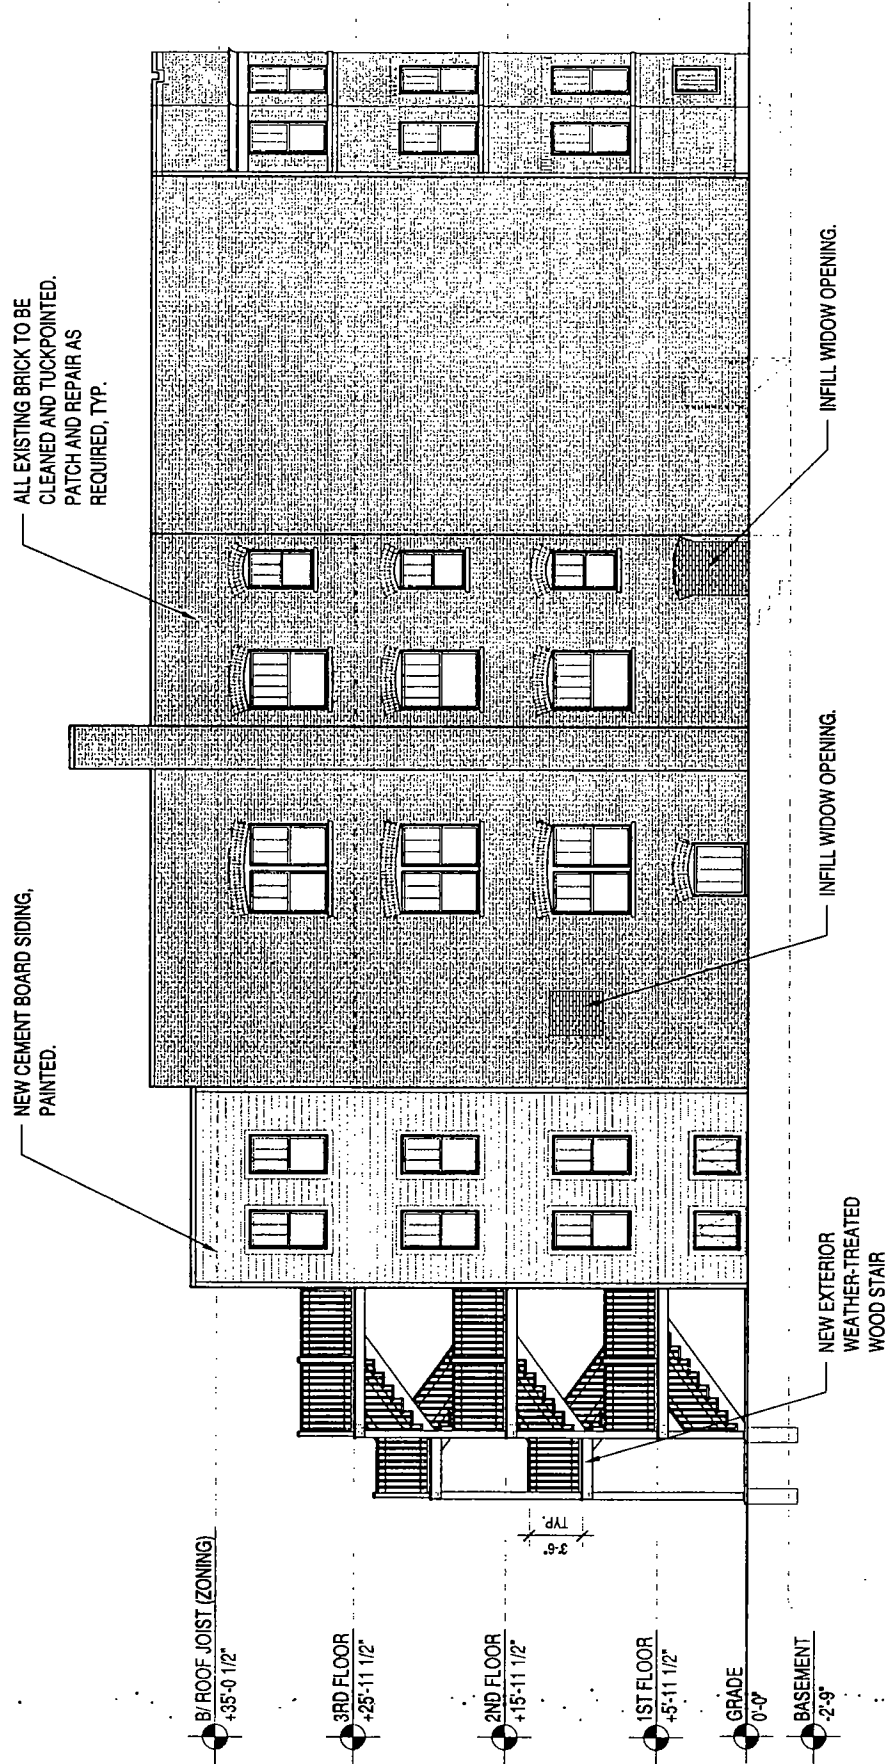 NEW CEMENT BOARD SIDING,
PAINTED.
ALL EXISTING BRICK TO BE
CLEANED AND TUCKPOINTED.
PATCH AND REPAIR AS
REQUIRED, TYP.
B/ ROOF JOIST (ZONING)
+35'-0 1/2"
3RD FLOOR
+25'-11 1/2"
2ND FLOOR
+15'-11 1/2"
1ST FLOOR
+5'-11 1/2"
GRADE
0'-0"
BASEMENT
-2'-9"
3'-6"
TYP.
NEW EXTERIOR
WEATHER-TREATED
WOOD STAIR
INFILL WIDOW OPENING.
INFILL WIDOW OPENING.